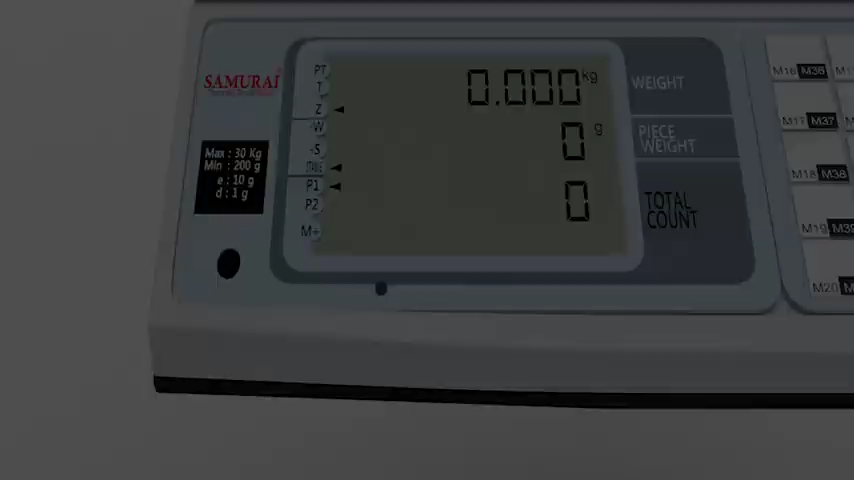 SAMURAI
Max : 30 Kg
Min : 200 g
e : 10 g
d : 1 g
PT
T
Z
-W
-S
STABLE
P1
P2
M+
0.000 kg
0 g
0
WEIGHT
PIECE
WEIGHT
TOTAL
COUNT
M16 M36
M17 M37
M18 M38
M19 M39
M20